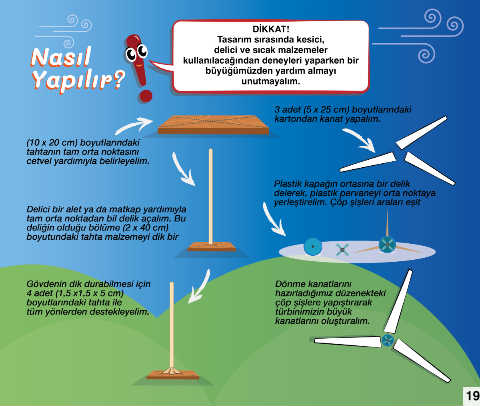 Nasıl
Yapılır?
DİKKAT!
Tasarım sırasında kesici,
delici ve sıcak malzemeler
kullanılacağından deneyleri yaparken bir
büyüğümüzden yardım almayı
unutmayalım.
(10 x 20 cm) boyutlarındaki
tahtanın tam orta noktasını
cetvel yardımıyla belirleyelim.
3 adet (5 x 25 cm) boyutlarındaki
kartondan kanat yapalım.
Delici bir alet ya da matkap yardımıyla
tam orta noktadan bil delik açalım. Bu
deliğin olduğu bölüme (2 x 40 cm)
boyutundaki tahta malzemeyi dik bir
Plastik kapağın ortasına bir delik
delerek, plastik pervaneyi orta noktaya
yerleştirelim. Çöp şişleri araları eşit
Gövdenin dik durabilmesi için
4 adet (1,5 x1,5 x 5 cm)
boyutlarındaki tahta ile
tüm yönlerden destekleyelim.
Dönme kanatlarını
hazırladığımız düzenekteki
çöp şişlere yapıştırarak
türbinimizin büyük
kanatlarını oluşturalım.
19